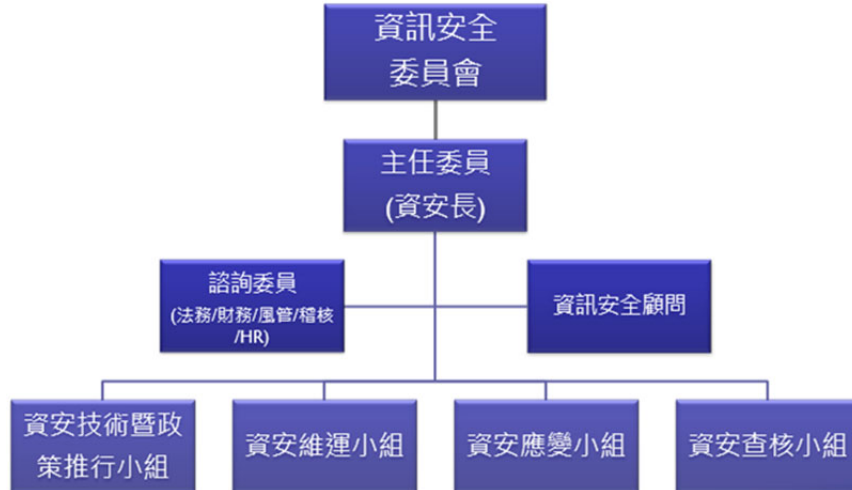 資訊安全
委員會
主任委員
(資安長)
諮詢委員
(法務/財務/風管/稽核
/HR)
資訊安全顧問
資安技術暨政
策推行小組
資安維運小組
資安應變小組
資安查核小組